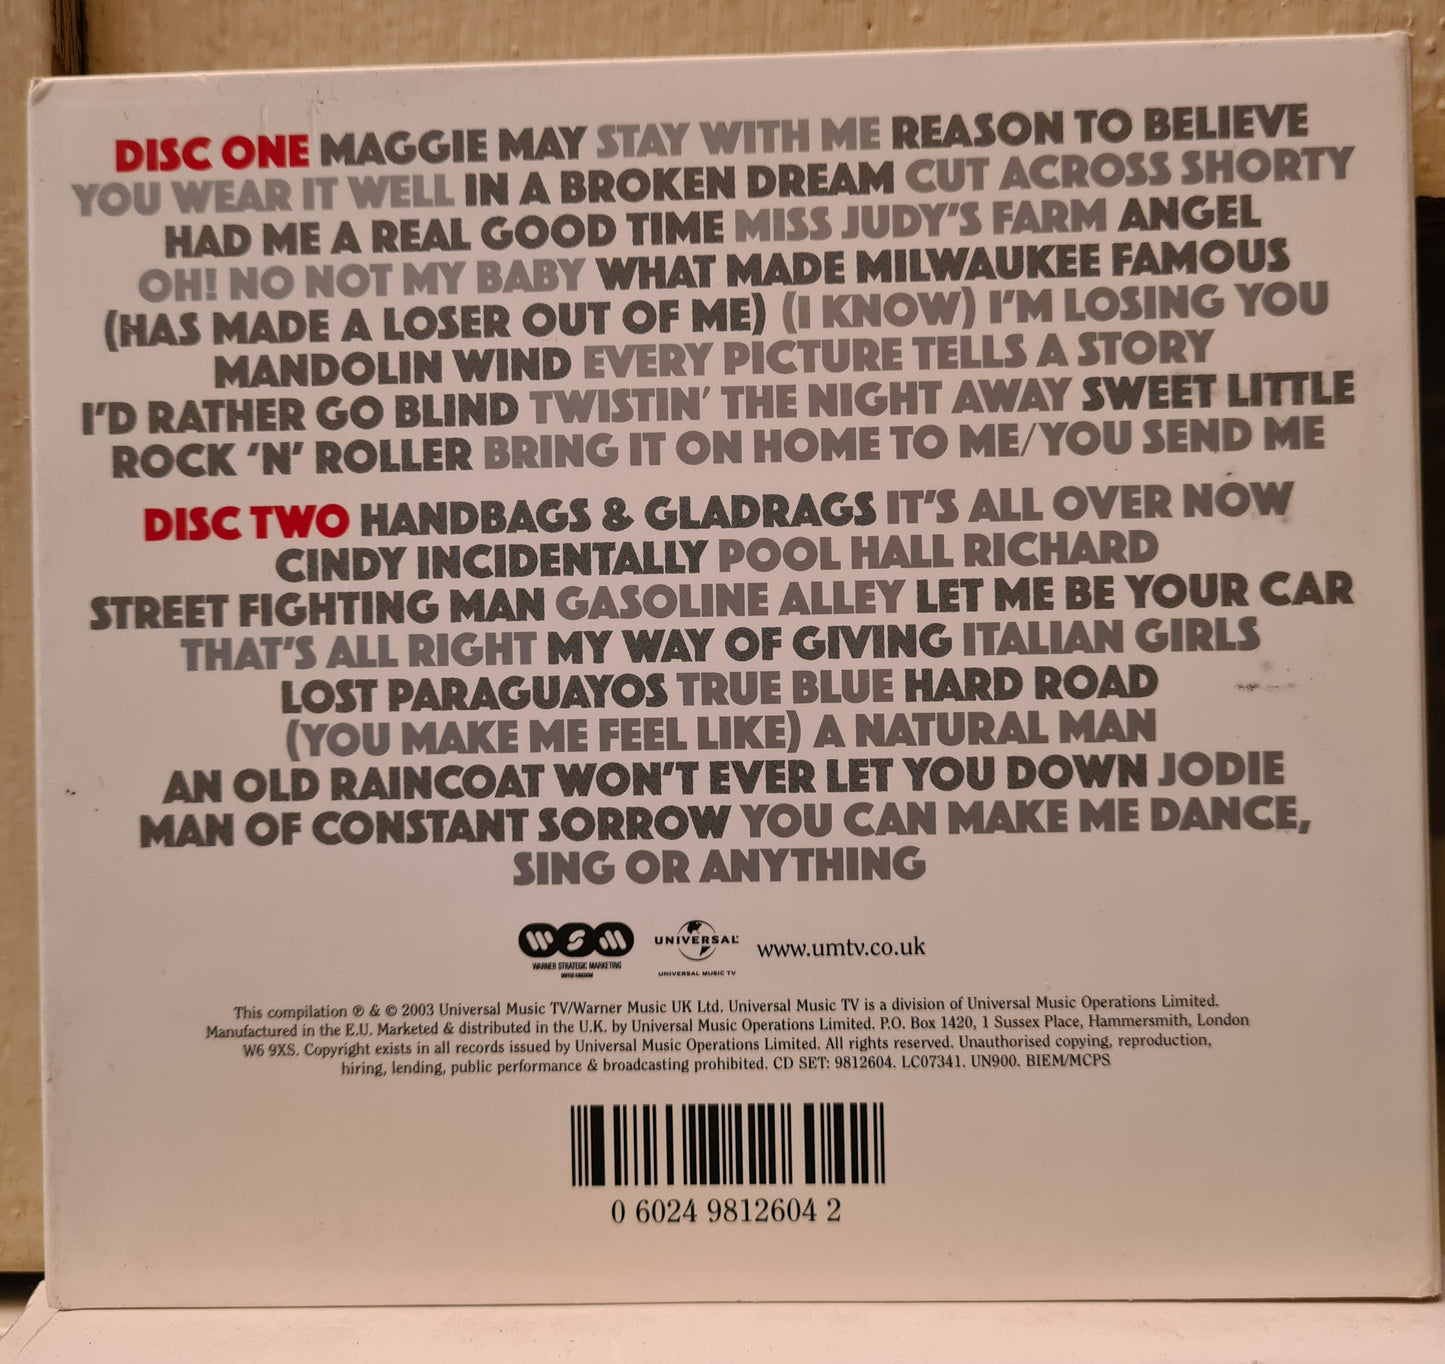 DISC ONE MAGGIE MAY STAY WITH ME REASON TO BELIEVE
YOU WEAR IT WELL IN A BROKEN DREAM CUT ACROSS SHORTY
HAD ME A REAL GOOD TIME MISS JUDY'S FARM ANGEL
OH! NO NOT MY BABY WHAT MADE MILWAUKEE FAMOUS
(HAS MADE A LOSER OUT OF ME) (I KNOW) I'M LOSING YOU
MANDOLIN WIND EVERY PICTURE TELLS A STORY
I'D RATHER GO BLIND TWISTIN' THE NIGHT AWAY SWEET LITTLE
ROCK 'N' ROLLER BRING IT ON HOME TO ME/YOU SEND ME
DISC TWO HANDBAGS & GLADRAGS IT'S ALL OVER NOW
CINDY INCIDENTALLY POOL HALL RICHARD
STREET FIGHTING MAN GASOLINE ALLEY LET ME BE YOUR CAR
THAT'S ALL RIGHT MY WAY OF GIVING ITALIAN GIRLS
LOST PARAGUAYOS TRUE BLUE HARD ROAD
(YOU MAKE ME FEEL LIKE) A NATURAL MAN
AN OLD RAINCOAT WON'T EVER LET YOU DOWN JODIE
MAN OF CONSTANT SORROW YOU CAN MAKE ME DANCE,
SING OR ANYTHING
WSM
WARNER STRATEGIC MARKETING
UNITED KINGDOM
UNIVERSAL
UNIVERSAL MUSIC TV
www.umtv.co.uk
This compilation ℗ & © 2003 Universal Music TV/Warner Music UK Ltd. Universal Music TV is a division of Universal Music Operations Limited.
Manufactured in the E.U. Marketed & distributed in the U.K. by Universal Music Operations Limited. P.O. Box 1420, 1 Sussex Place, Hammersmith, London
W6 9XS. Copyright exists in all records issued by Universal Music Operations Limited. All rights reserved. Unauthorised copying, reproduction,
hiring, lending, public performance & broadcasting prohibited. CD SET: 9812604. LC07341. UN900. BIEM/MCPS
0 6024 9812604 2